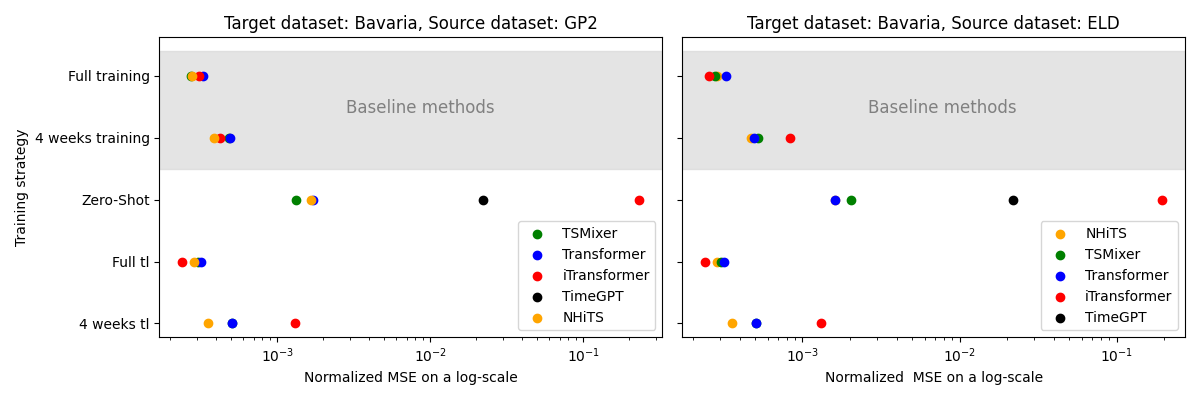 Target dataset: Bavaria, Source dataset: GP2
Target dataset: Bavaria, Source dataset: ELD
Training strategy
Full training
4 weeks training
Zero-Shot
Full tl
4 weeks tl
Baseline methods
Baseline methods
TSMixer
Transformer
iTransformer
TimeGPT
NHiTS
NHiTS
TSMixer
Transformer
iTransformer
TimeGPT
10⁻³ 10⁻² 10⁻¹
10⁻³ 10⁻² 10⁻¹
Normalized MSE on a log-scale
Normalized  MSE on a log-scale